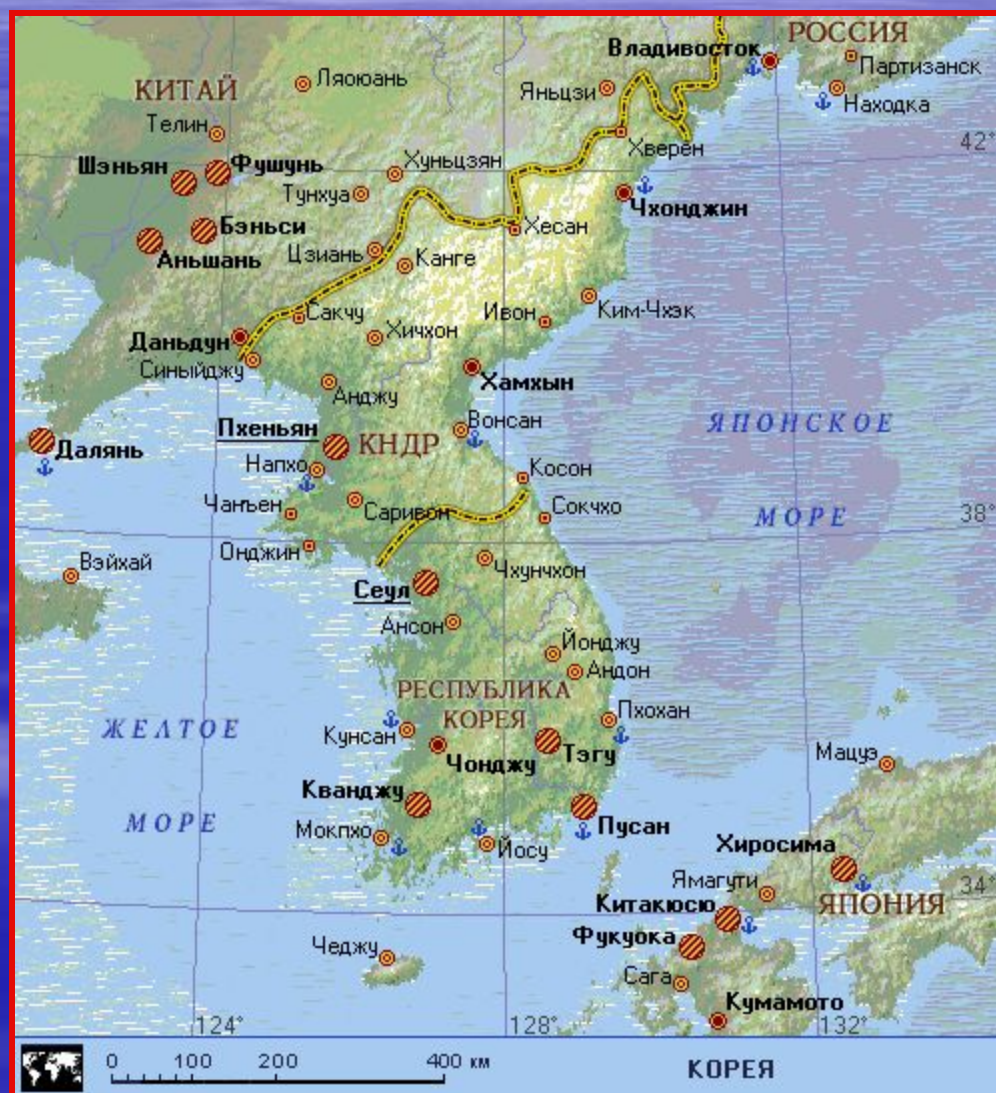 РОССИЯ
Владивосток
Партизанск
КИТАЙ
Ляоюань
Яньцзи
Находка
Телин
Хверён
42°
Шэньян
Фушунь
Хуньцзян
Тунхуа
Чхонджин
Бэньси
Хесан
Аньшань
Цзиань
Канге
Сакчу
Ивон
Ким-Чхэк
Даньдун
Хичхон
Синыйджу
Хамхын
Анджу
Пхеньян
Вонсан
ЯПОНСКОЕ
Далянь
КНДР
Напхо
Косон
Чанъен
Саривон
Сокчхо
МОРЕ
38°
Онджин
Вэйхай
Чхунчхон
Сеул
Ансон
Йонджу
Андон
РЕСПУБЛИКА
КОРЕЯ
Пхохан
ЖЕЛТОЕ
Кунсан
Чонджу
Тэгу
Мацуэ
Кванджу
МОРЕ
Мокпхо
Йосу
Пусан
Хиросима
Ямагути
34°
Китакюсю
ЯПОНИЯ
Фукуока
Чеджу
Сага
Кумамото
124°
128°
132°
0 100 200 400 км
КОРЕЯ